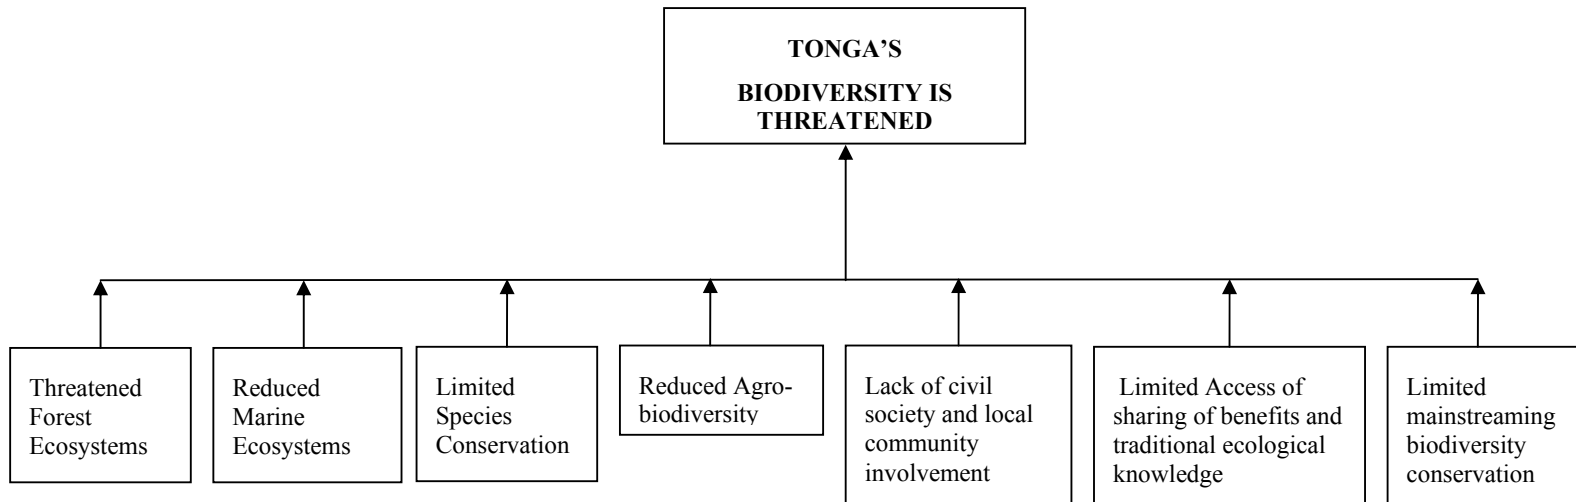 TONGA'S
BIODIVERSITY IS
THREATENED
Threatened
Forest
Ecosystems
Reduced
Marine
Ecosystems
Limited
Species
Conservation
Reduced Agro-
biodiversity
Lack of civil
society and local
community
involvement
Limited Access of
sharing of benefits and
traditional ecological
knowledge
Limited
mainstreaming
biodiversity
conservation